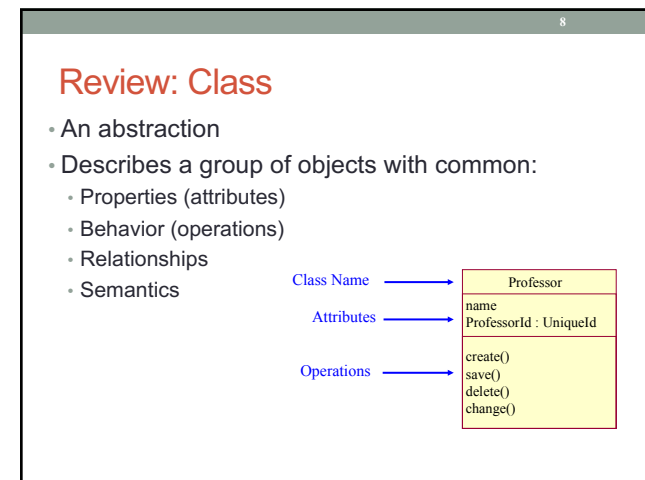 8
Review: Class
• An abstraction
• Describes a group of objects with common:
• Properties (attributes)
• Behavior (operations)
• Relationships
• Semantics
Class Name
Professor
Attributes
name
ProfessorId : UniqueId
Operations
create()
save()
delete()
change()